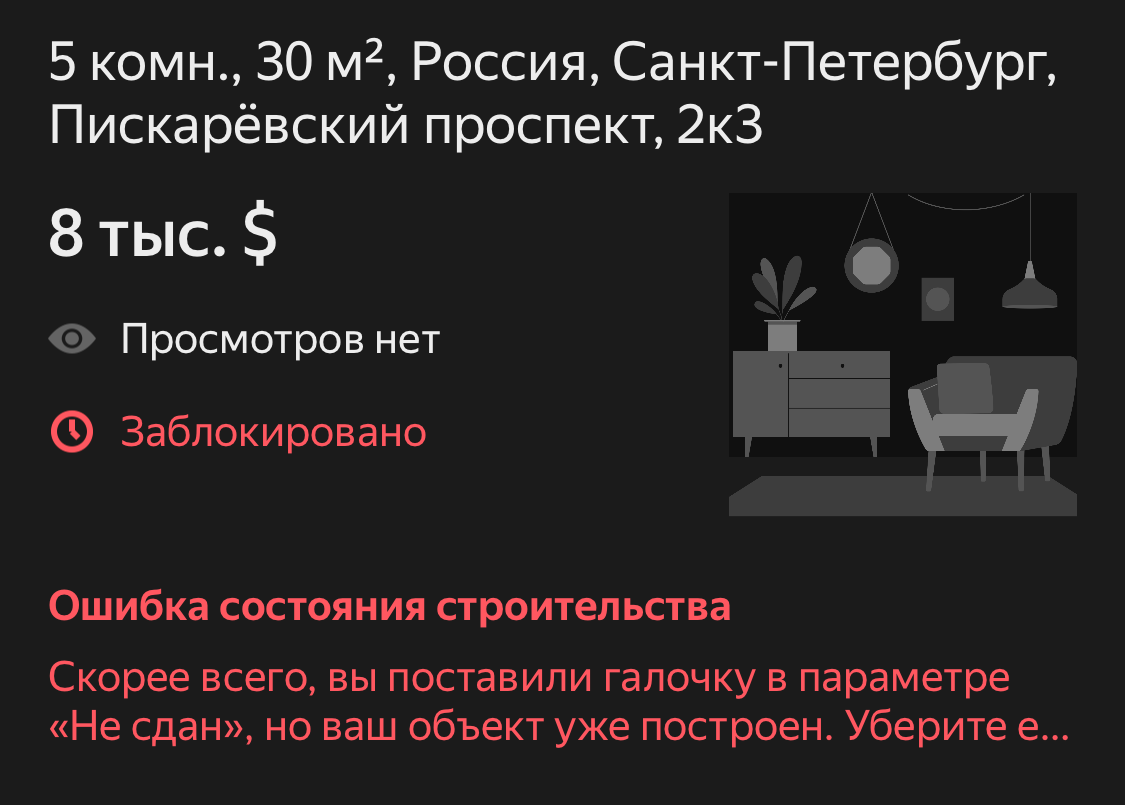 5 комн., 30 м², Россия, Санкт-Петербург,
Пискарёвский проспект, 2к3
8 тыс. $
Просмотров нет
Заблокировано
Ошибка состояния строительства
Скорее всего, вы поставили галочку в параметре
«Не сдан», но ваш объект уже построен. Уберите е...